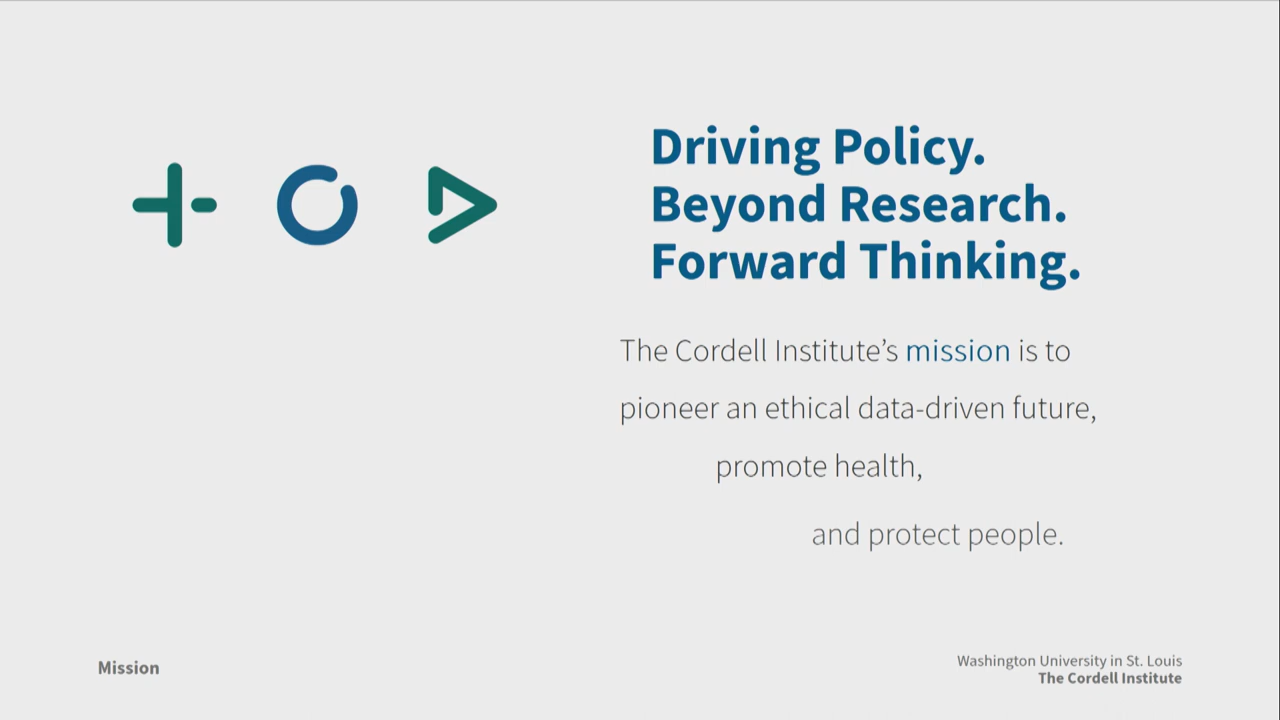 Driving Policy.
Beyond Research.
Forward Thinking.
The Cordell Institute’s mission is to
pioneer an ethical data-driven future,
promote health,
and protect people.
Mission
Washington University in St. Louis
The Cordell Institute